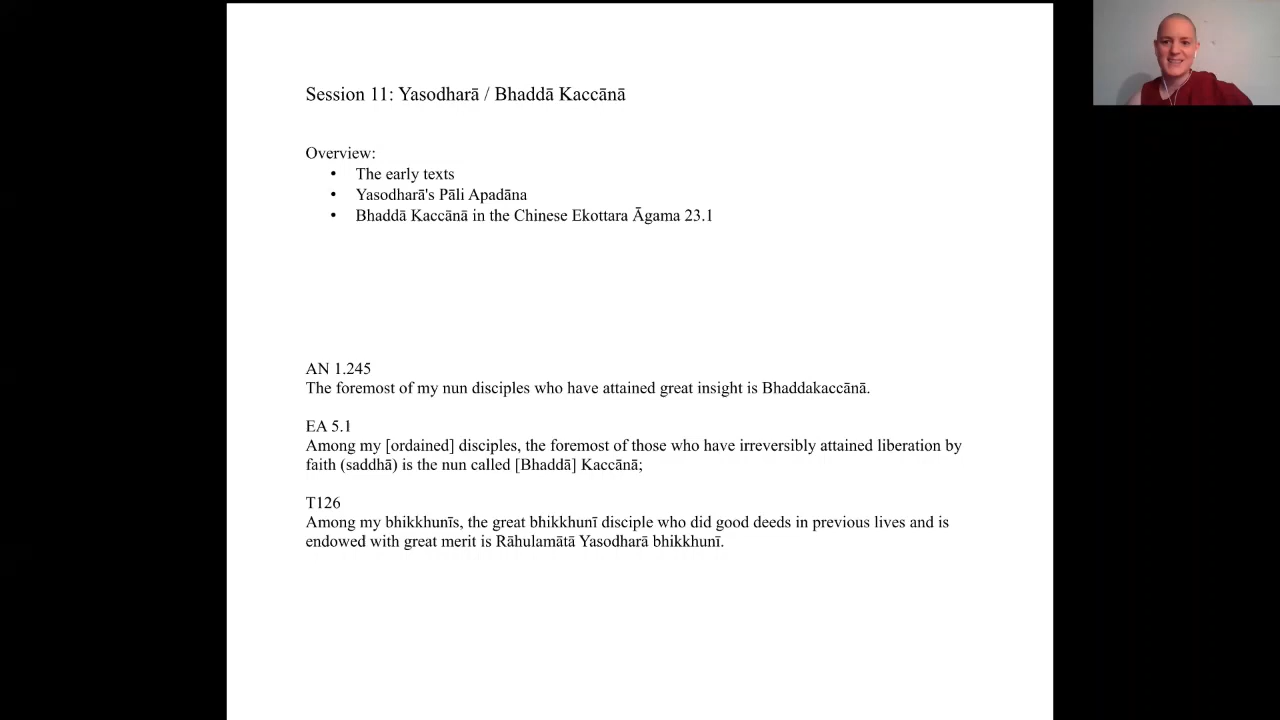 Session 11: Yasodharā / Bhaddā Kaccānā
Overview:
• The early texts
• Yasodharā's Pāli Apadāna
• Bhaddā Kaccānā in the Chinese Ekottara Āgama 23.1
AN 1.245
The foremost of my nun disciples who have attained great insight is Bhaddakaccānā.
EA 5.1
Among my [ordained] disciples, the foremost of those who have irreversibly attained liberation by
faith (saddhā) is the nun called [Bhaddā] Kaccānā;
T126
Among my bhikkhunīs, the great bhikkhunī disciple who did good deeds in previous lives and is
endowed with great merit is Rāhulamātā Yasodharā bhikkhunī.